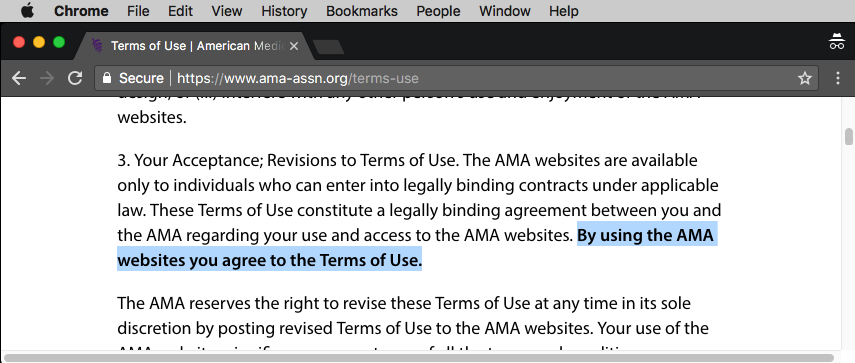 Chrome File Edit View History Bookmarks People Window Help
Terms of Use | American Medic
Secure | https://www.ama-assn.org/terms-use
websites.
3. Your Acceptance; Revisions to Terms of Use. The AMA websites are available
only to individuals who can enter into legally binding contracts under applicable
law. These Terms of Use constitute a legally binding agreement between you and
the AMA regarding your use and access to the AMA websites. By using the AMA
websites you agree to the Terms of Use.
The AMA reserves the right to revise these Terms of Use at any time in its sole
discretion by posting revised Terms of Use to the AMA websites. Your use of the